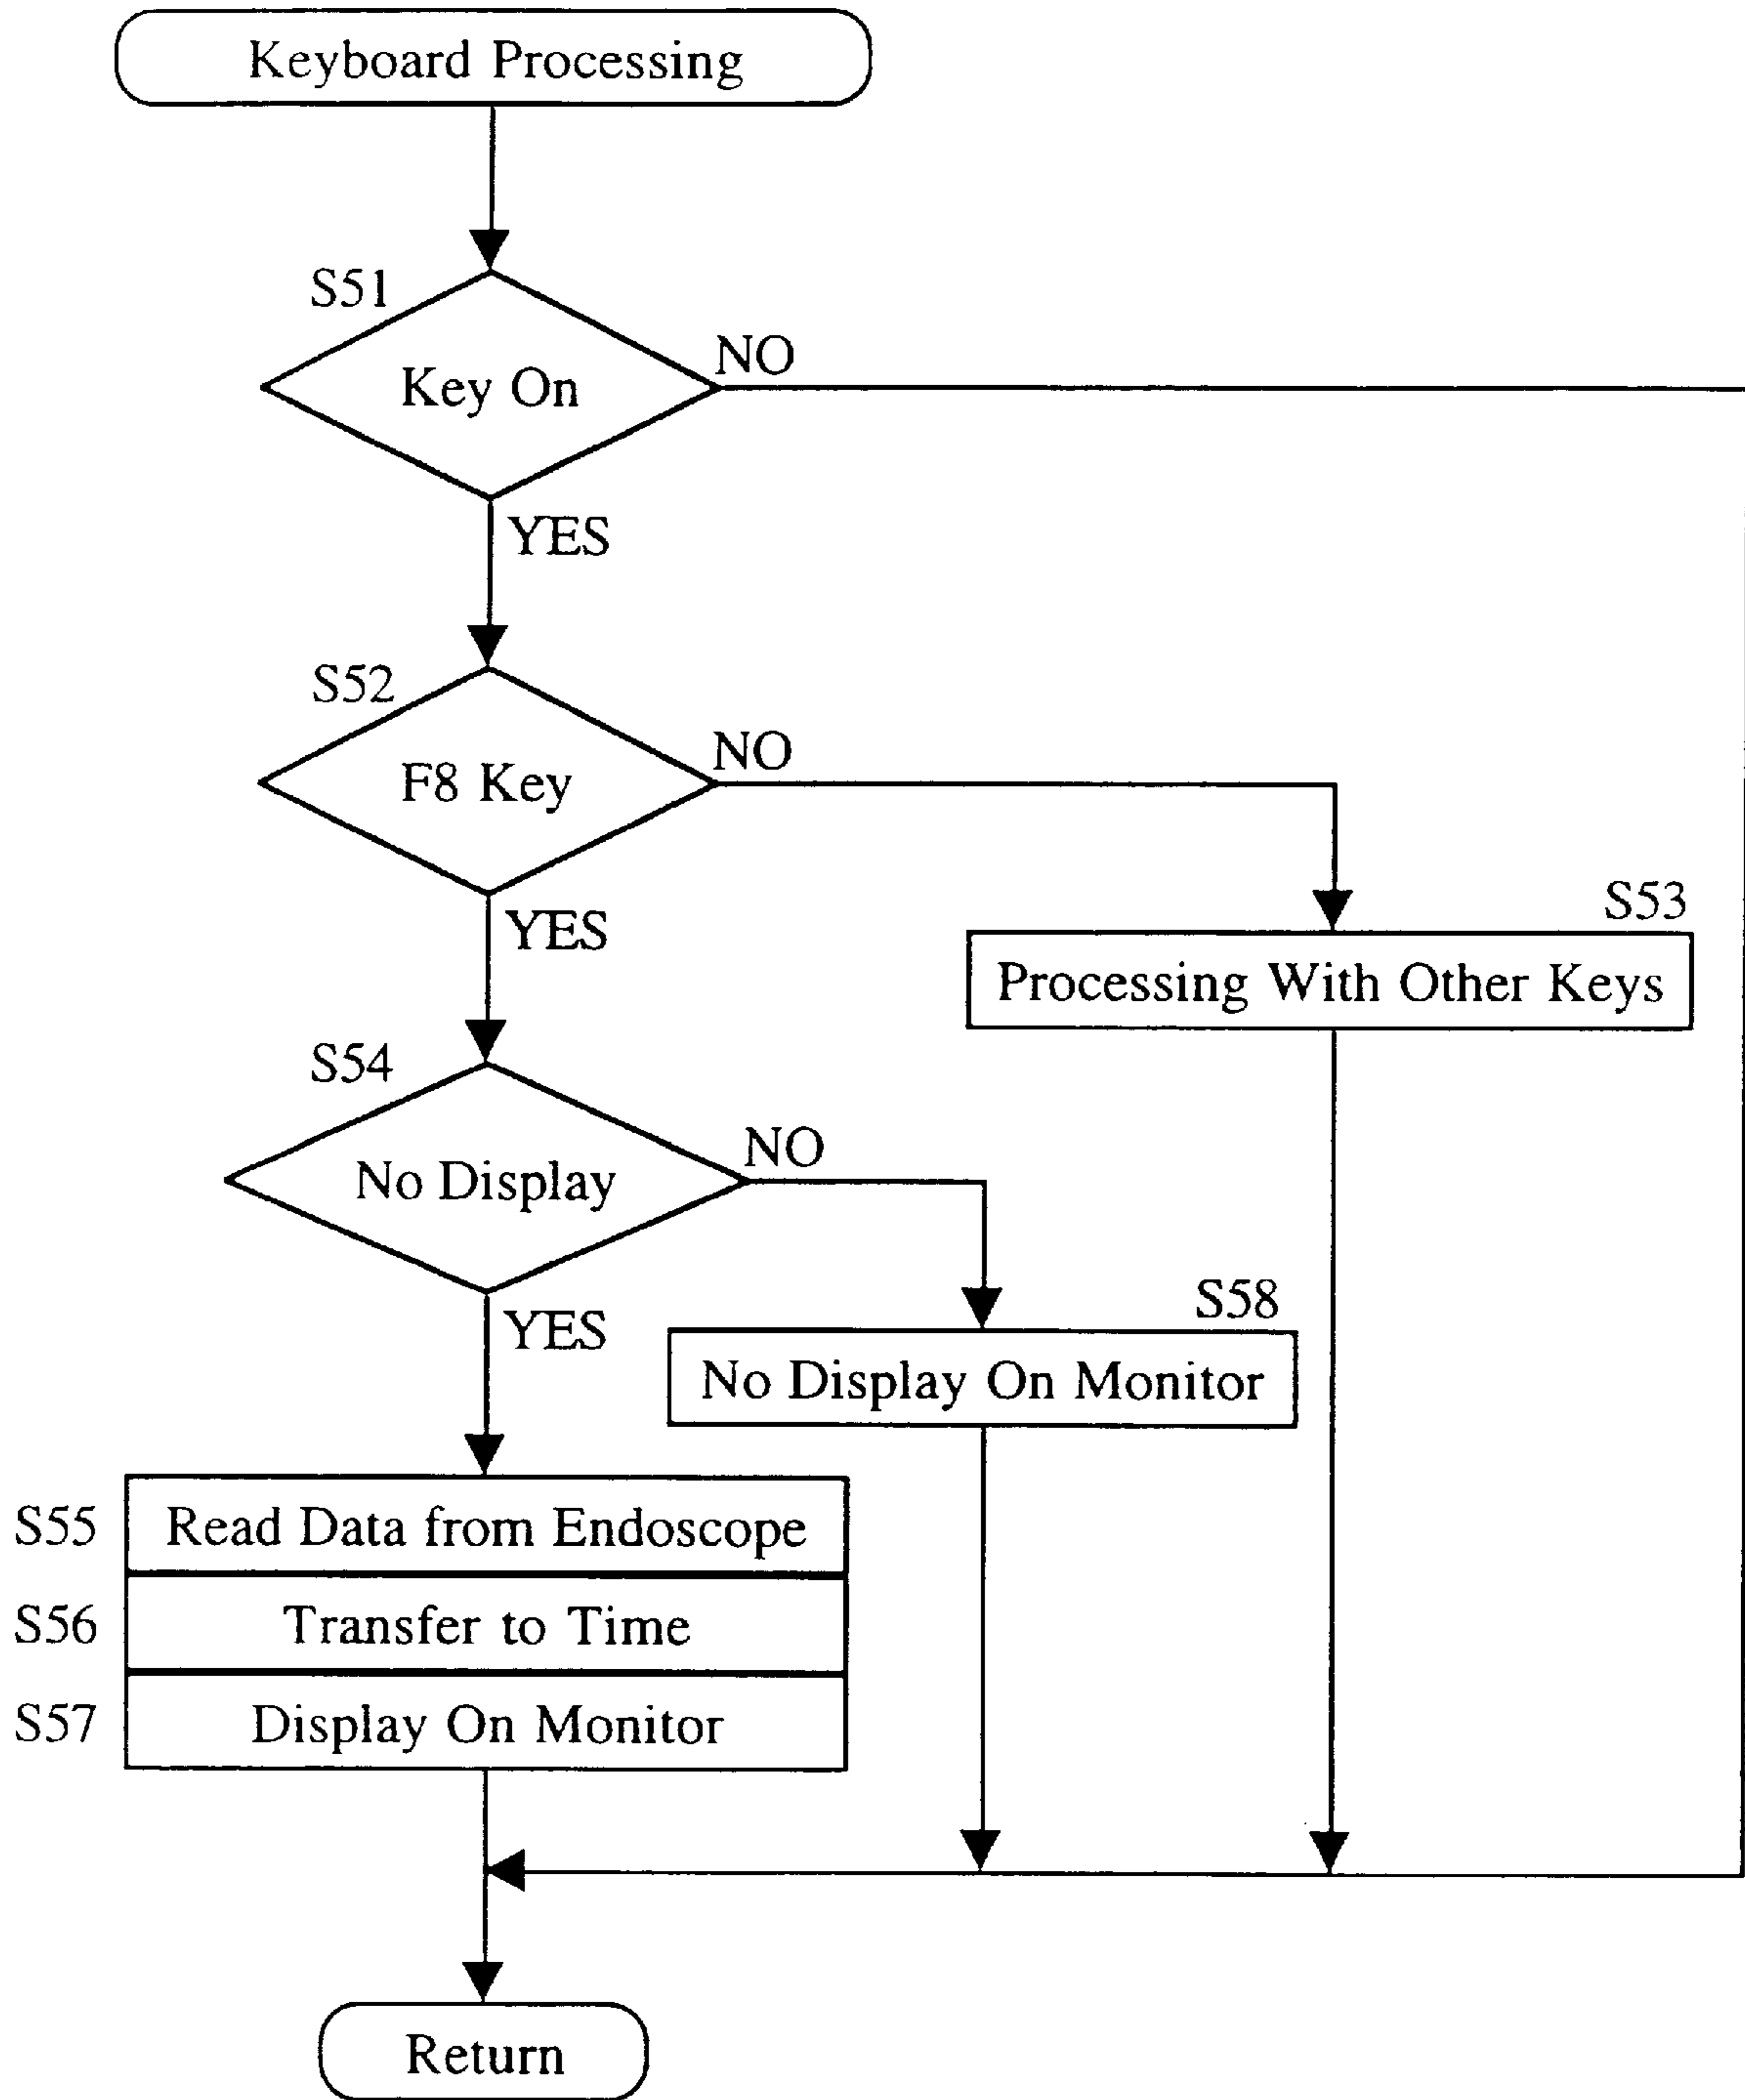 Keyboard Processing
S51
Key On
NO
YES
S52
F8 Key
NO
YES
S53
Processing With Other Keys
S54
No Display
NO
YES
S58
No Display On Monitor
S55 Read Data from Endoscope
S56 Transfer to Time
S57 Display On Monitor
Return